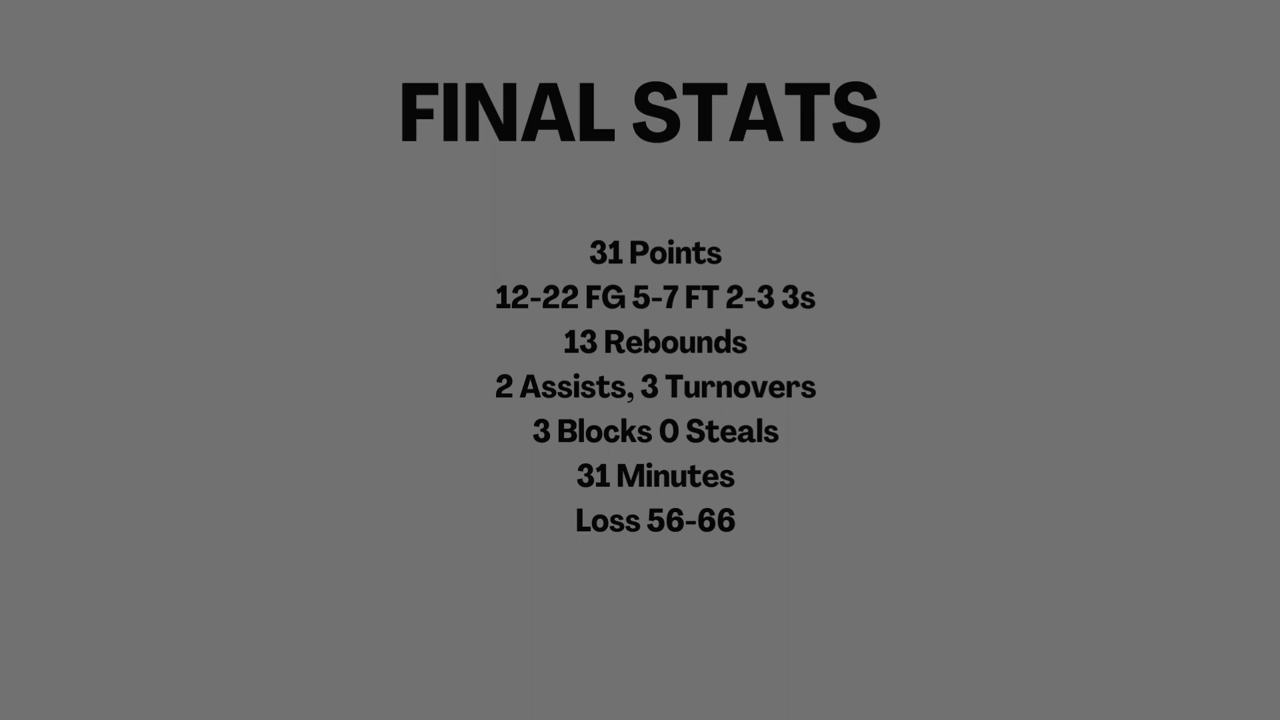 FINAL STATS
31 Points
12-22 FG 5-7 FT 2-3 3s
13 Rebounds
2 Assists, 3 Turnovers
3 Blocks 0 Steals
31 Minutes
Loss 56-66